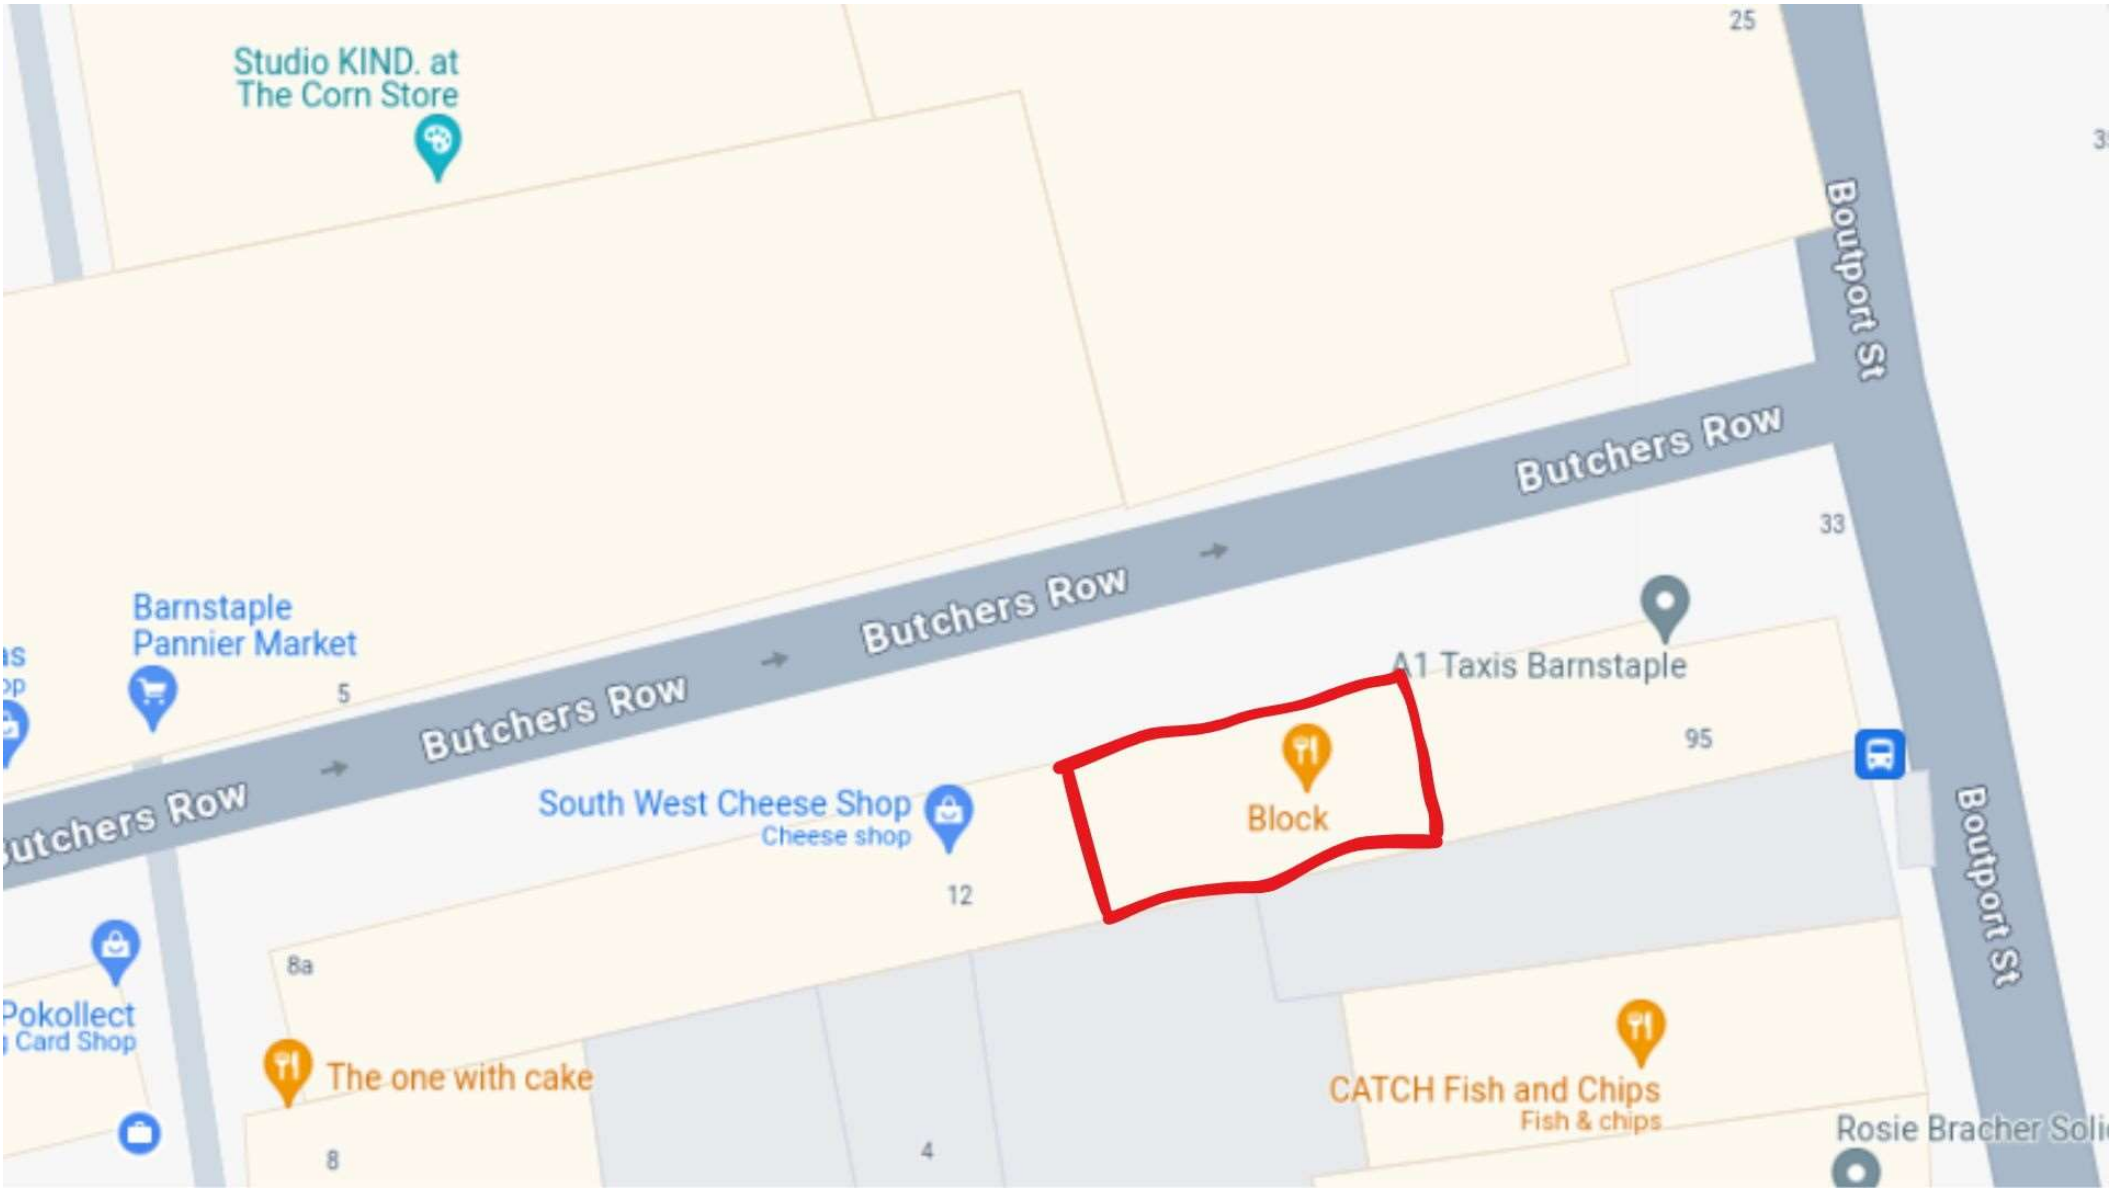 25
Studio KIND. at
The Corn Store
Boutport St
Butchers Row
33
Butchers Row
Barnstaple
Pannier Market
A1 Taxis Barnstaple
5
Butchers Row
95
Butchers Row
South West Cheese Shop
Cheese shop
Block
12
8a
Boutport St
Pokollect
Card Shop
The one with cake
CATCH Fish and Chips
Fish & chips
Rosie Bracher
8
4